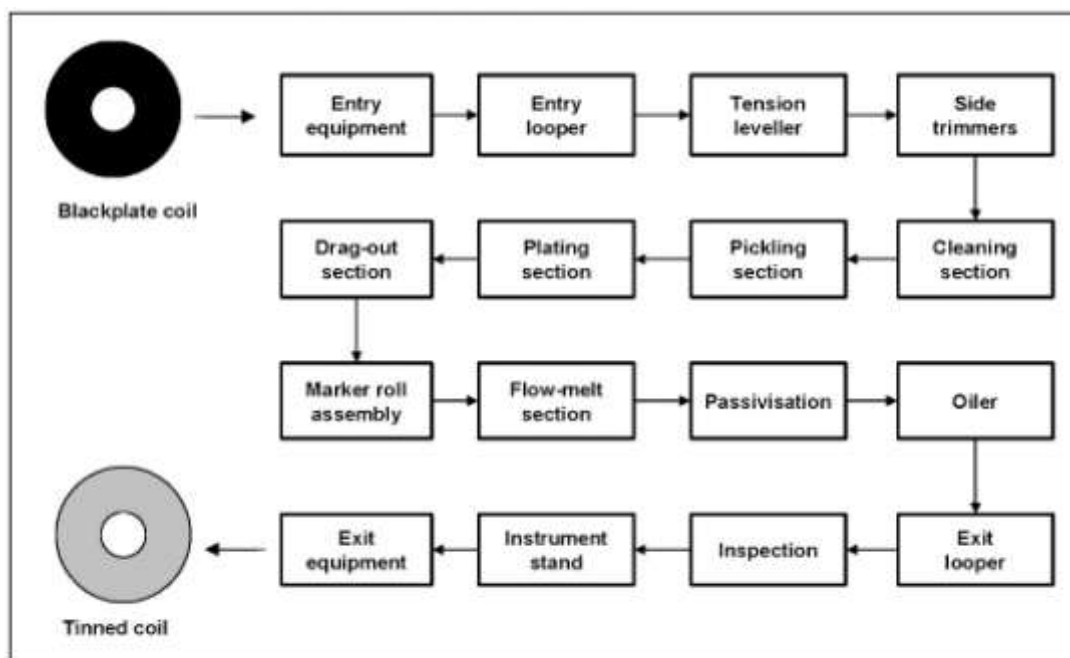 Entry
equipment
Entry
looper
Tension
leveller
Side
trimmers
Blackplate coil
Cleaning
section
Pickling
section
Plating
section
Drag-out
section
Marker roll
assembly
Flow-melt
section
Passivisation
Oiler
Exit
looper
Inspection
Instrument
stand
Exit
equipment
Tinned coil